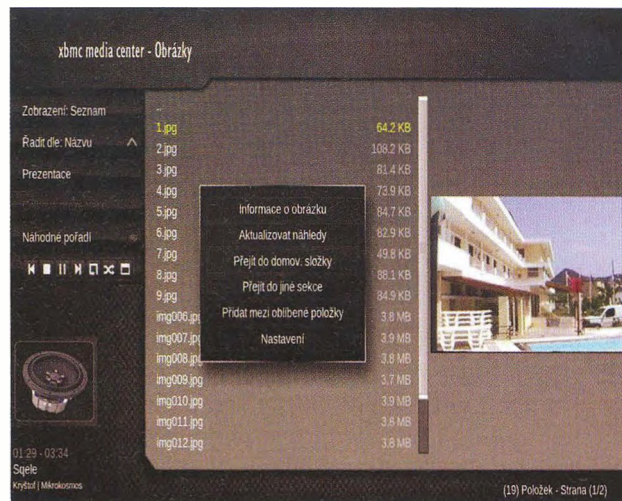 xbmc media center - Obrázky
Zobrazení: Seznam
Řadit dle: Názvu
Prezentace
Náhodné pořadí
..
1.jpg 64.2 KB
2.jpg 108.2 KB
3.jpg 81.4 KB
4.jpg 73.9 KB
5.jpg 84.7 KB
6.jpg 82.9 KB
7.jpg 49.8 KB
8.jpg 88.1 KB
9.jpg 84.9 KB
img006.jpg 3.8 MB
img007.jpg 3.9 MB
img008.jpg 3.8 MB
img009.jpg 3.7 MB
img010.jpg 3.9 MB
img011.jpg 3.8 MB
img012.jpg 3.8 MB
Informace o obrázku
Aktualizovat náhledy
Přejít do domov. složky
Přejít do jiné sekce
Přidat mezi oblíbené položky
Nastavení
01:29 - 03:34
Sqele
Kryštof | Mikrokosmos
(19) Položek - Strana (1/2)